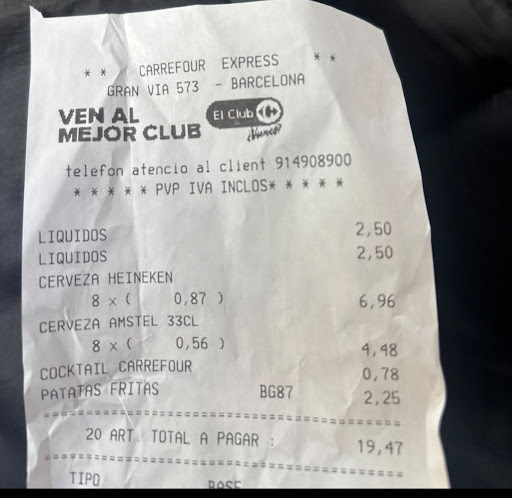 * * CARREFOUR EXPRESS * *
GRAN VIA 573 - BARCELONA
VEN AL
MEJOR CLUB
El Club
¡Vamos!
telefon atencio al client 914908900
* * * * * PVP IVA INCLOS* * * * *
LIQUIDOS 2,50
LIQUIDOS 2,50
CERVEZA HEINEKEN
8 x ( 0,87 ) 6,96
CERVEZA AMSTEL 33CL
8 x ( 0,56 ) 4,48
COCKTAIL CARREFOUR 0,78
PATATAS FRITAS BG87 2,25
20 ART. TOTAL A PAGAR : 19,47
TIPO BASE